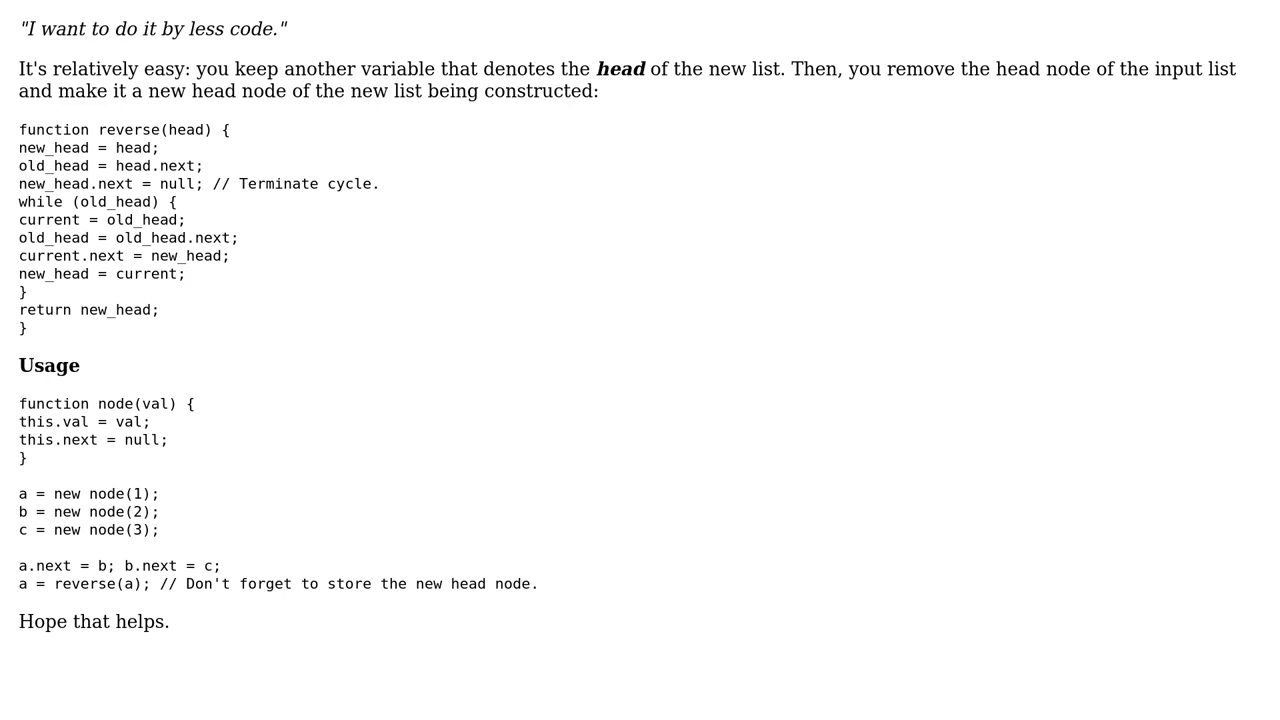 "I want to do it by less code."
It's relatively easy: you keep another variable that denotes the head of the new list. Then, you remove the head node of the input list
and make it a new head node of the new list being constructed:
function reverse(head) {
new_head = head;
old_head = head.next;
new_head.next = null; // Terminate cycle.
while (old_head) {
current = old_head;
old_head = old_head.next;
current.next = new_head;
new_head = current;
}
return new_head;
}
Usage
function node(val) {
this.val = val;
this.next = null;
}
a = new node(1);
b = new node(2);
c = new node(3);
a.next = b; b.next = c;
a = reverse(a); // Don't forget to store the new head node.
Hope that helps.